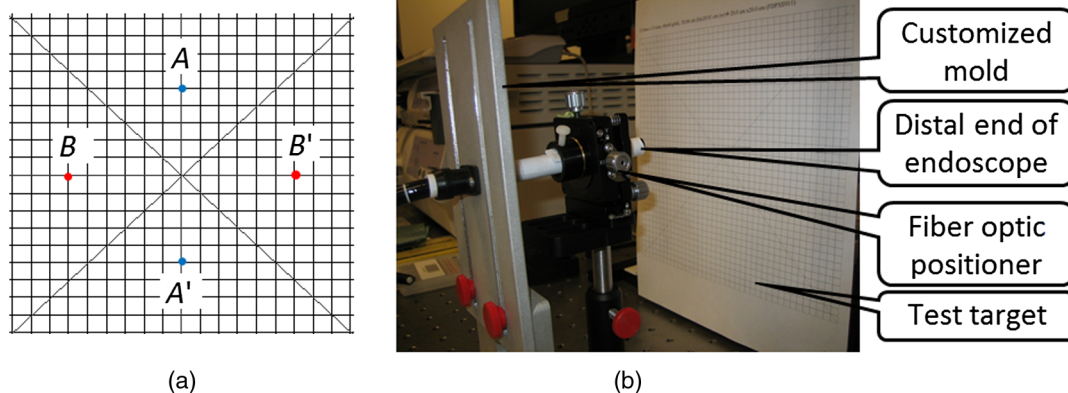 A
B
B'
A'
Customized
mold
Distal end of
endoscope
Fiber optic
positioner
Test target
(a)
(b)